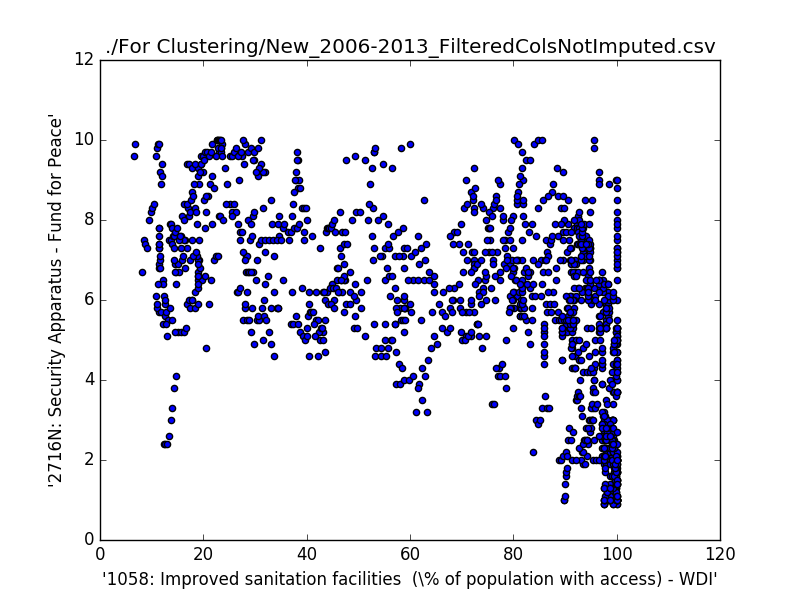 ./For Clustering/New_2006-2013_FilteredColsNotImputed.csv
12
10
8
6
4
2
0
'2716N: Security Apparatus - Fund for Peace'
0 20 40 60 80 100 120
'1058: Improved sanitation facilities  (\% of population with access) - WDI'